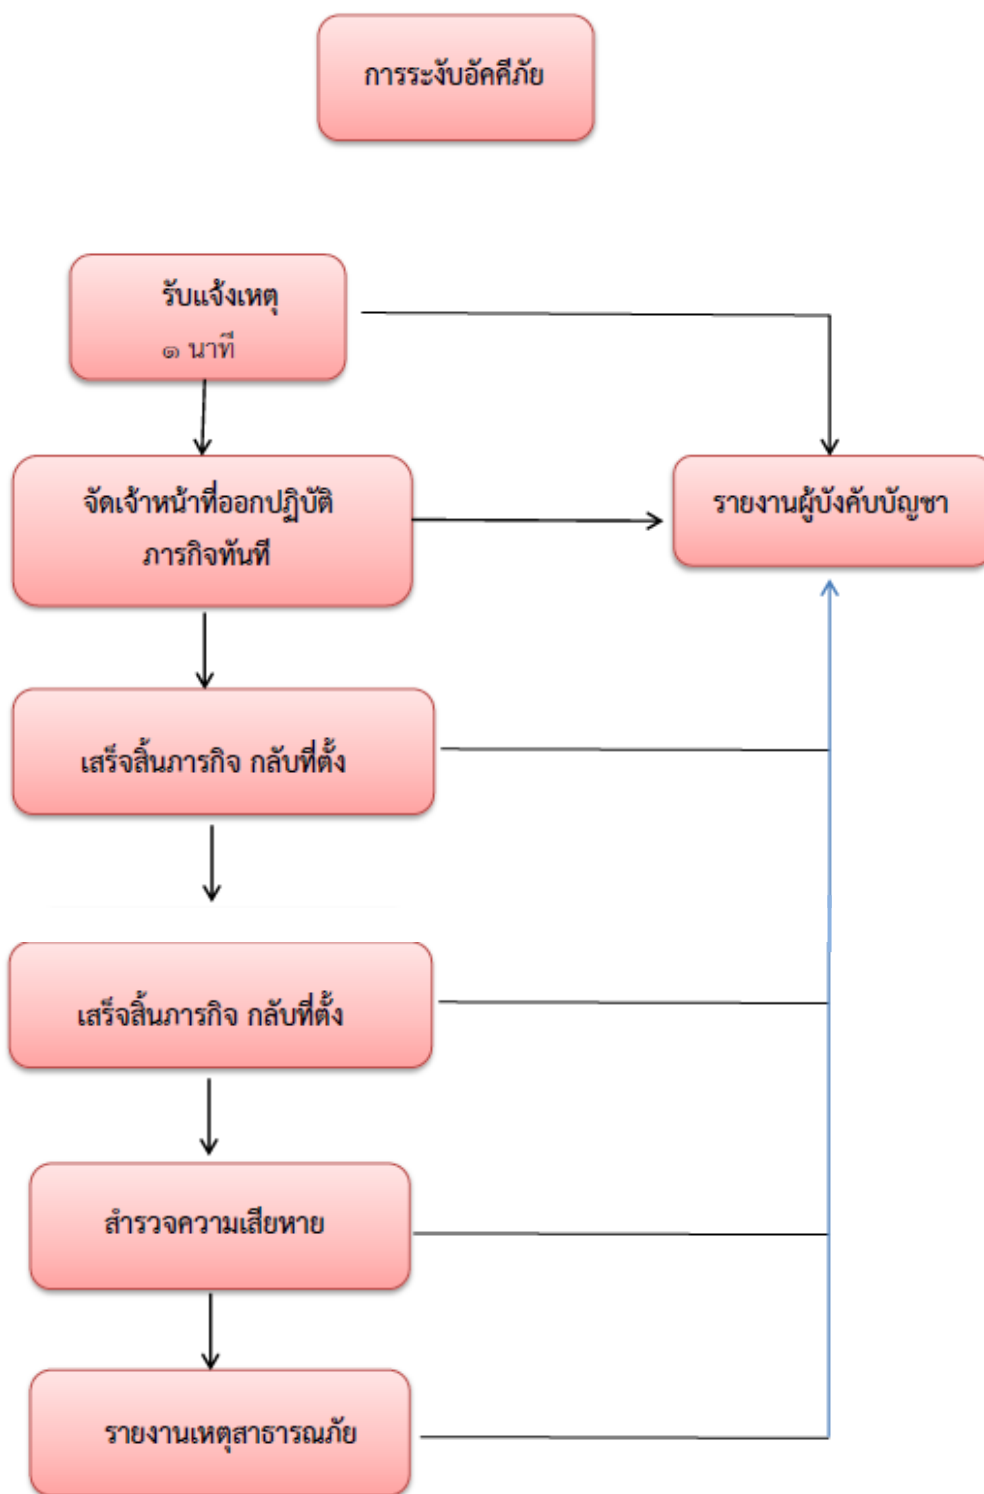 การระงับอัคคีภัย
รับแจ้งเหตุ
๑ นาที
จัดเจ้าหน้าที่ออกปฏิบัติ
ภารกิจทันที
รายงานผู้บังคับบัญชา
เสร็จสิ้นภารกิจ กลับที่ตั้ง
เสร็จสิ้นภารกิจ กลับที่ตั้ง
สำรวจความเสียหาย
รายงานเหตุสาธารณภัย